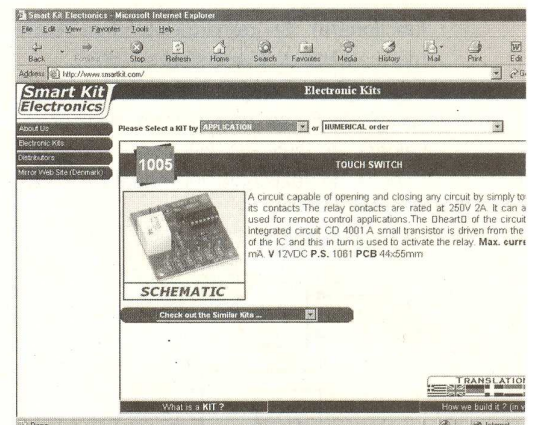 Smart Kit Electronics - Microsoft Internet Explorer
File Edit View Favorites Tools Help
Back Forward Stop Refresh Home Search Favorites Media History Mail Print Edit
Address http://www.smartkit.com/
Smart Kit
Electronics
Electronic Kits
About Us
Electronic Kits
Distributors
Mirror Web Site (Denmark)
Please Select a KIT by APPLICATION or NUMERICAL order
1005
TOUCH SWITCH
A circuit capable of opening and closing any circuit by simply to
its contacts.The relay contacts are rated at 250V 2A. It can a
used for remote control applications.The 􀀀heart􀀀 of the circuit
integrated circuit CD 4001.A small transistor is driven from the
of the IC and this in turn is used to activate the relay. Max. curre
mA. V 12VDC P.S. 1061 PCB 44x55mm
SCHEMATIC
Check out the Similar Kits ...
TRANSLATION
What is a KIT ?
How we build it ? (in v